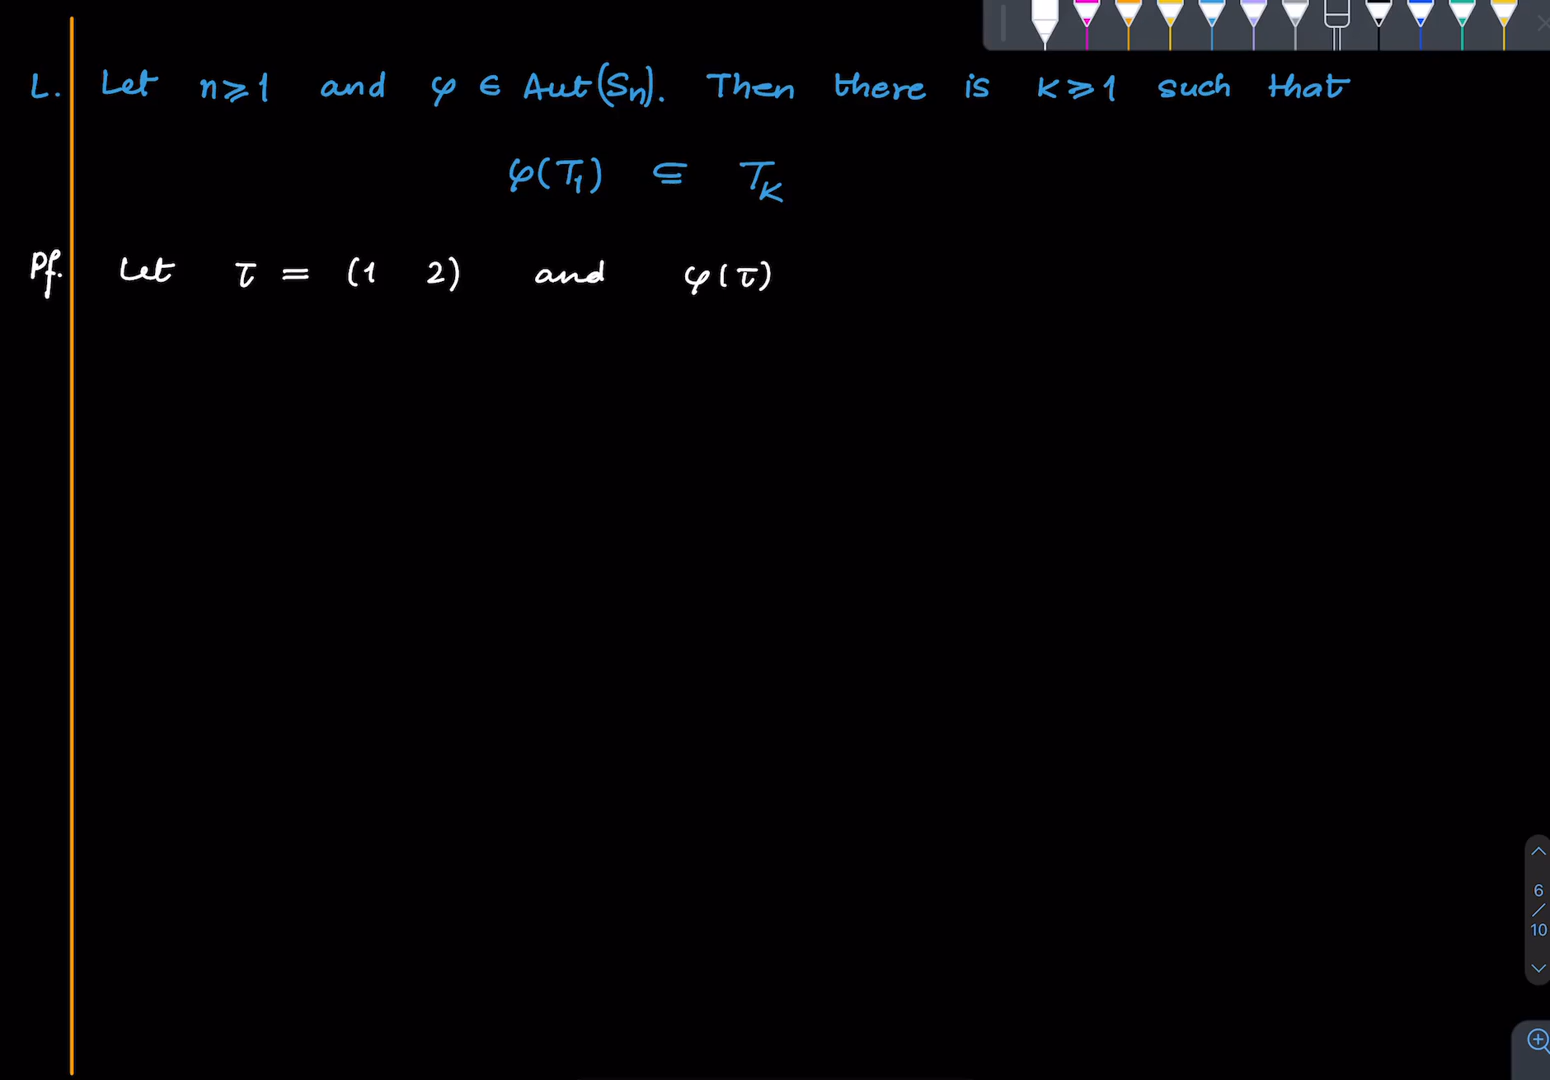 L. Let n ⩾ 1 and φ ∈ Aut(Sn). Then there is k ⩾ 1 such that
φ(T₁) ⊆ Tₖ
Pf. Let τ = (1 2) and φ(τ)
6
/
10